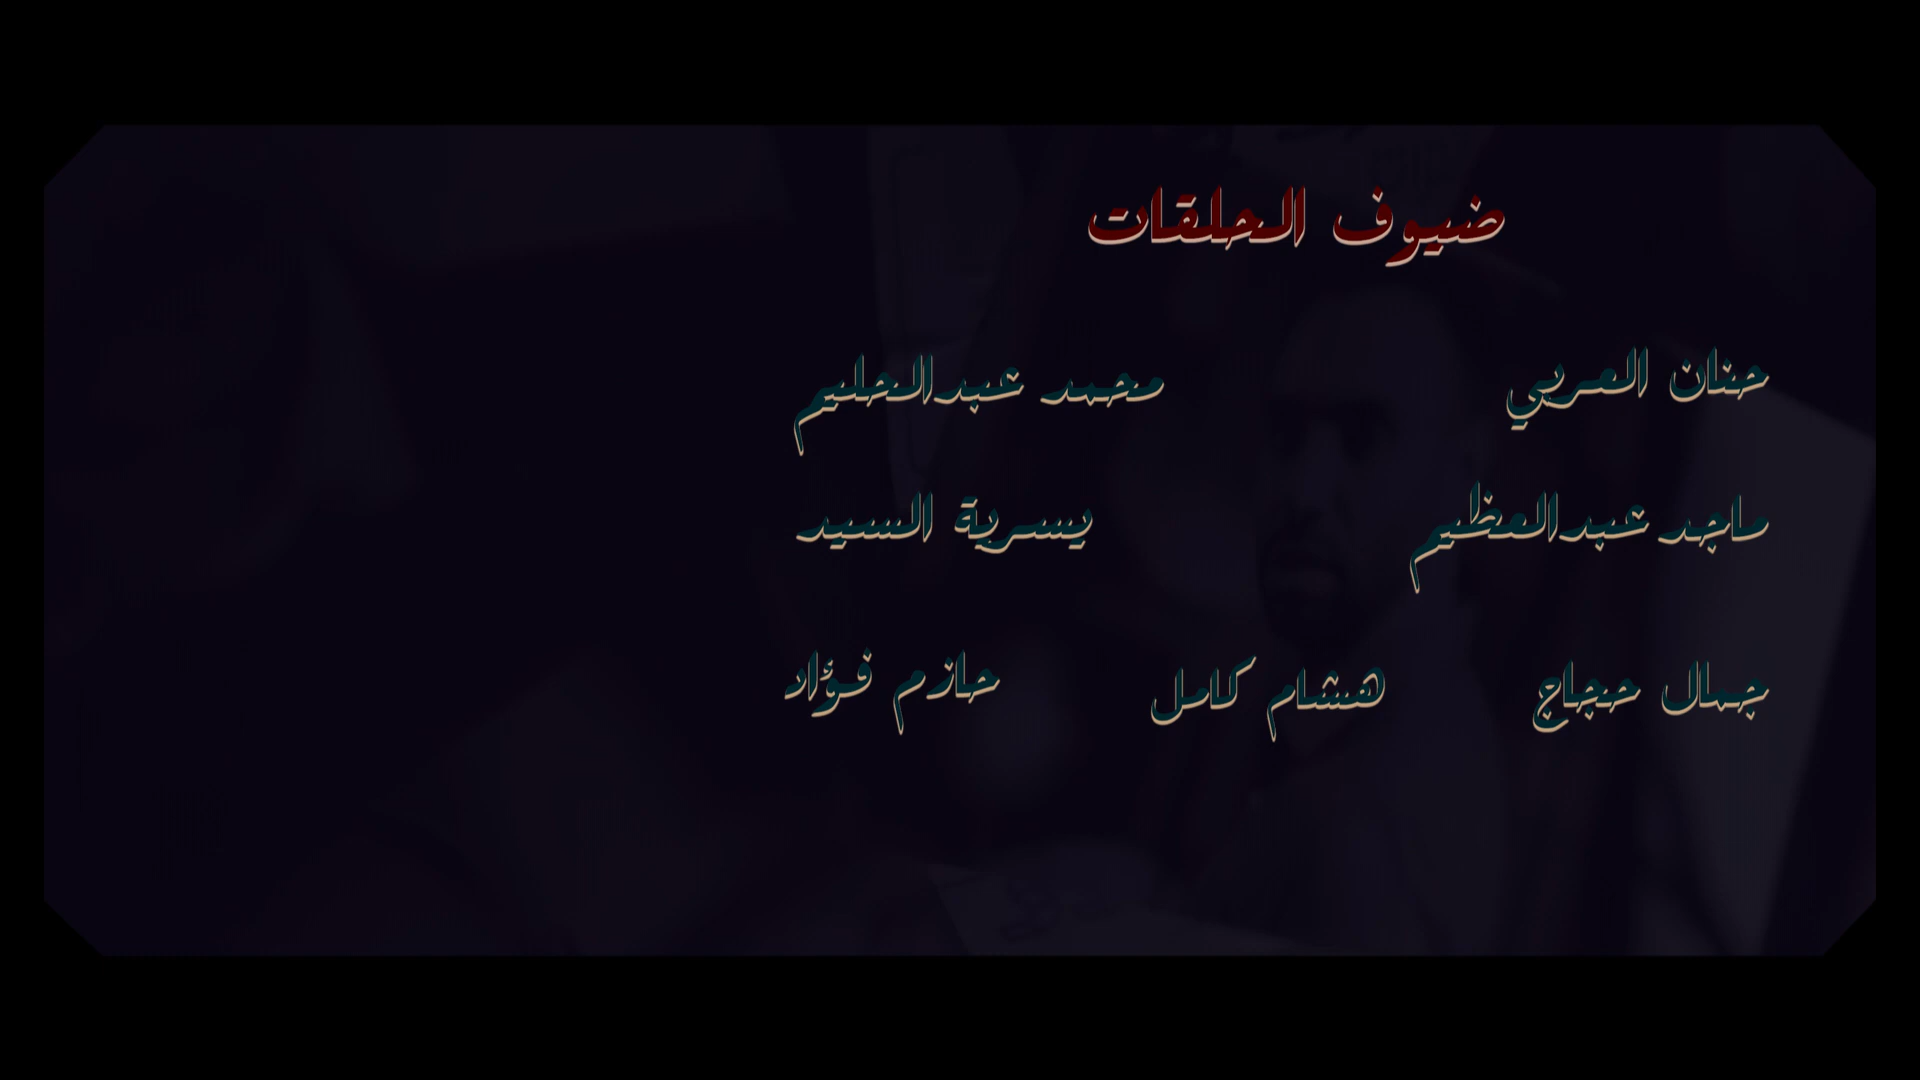 ضيوف الحلقات
حنان العربي محمد عبدالحليم
ماجد عبدالعظيم يسرية السيد
جمال حجاج هشام كامل حازم فؤاد